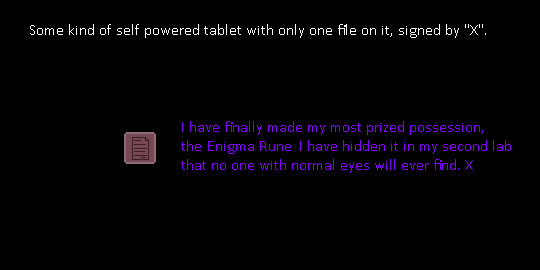 Some kind of self powered tablet with only one file on it, signed by "X".
I have finally made my most prized possession,
the Enigma Rune. I have hidden it in my second lab
that no one with normal eyes will ever find. X